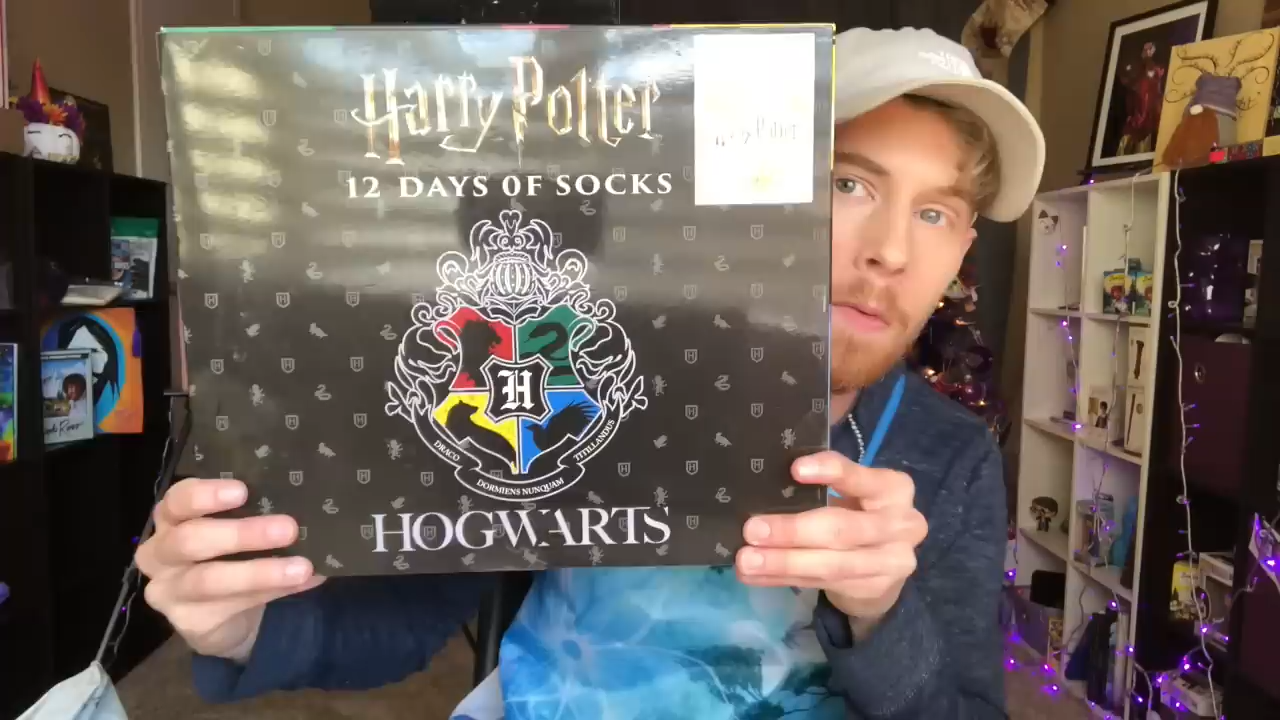 Harry Potter
12 DAYS OF SOCKS
H
DRACO
DORMIENS NUNQUAM
TITILLANDUS
HOGWARTS